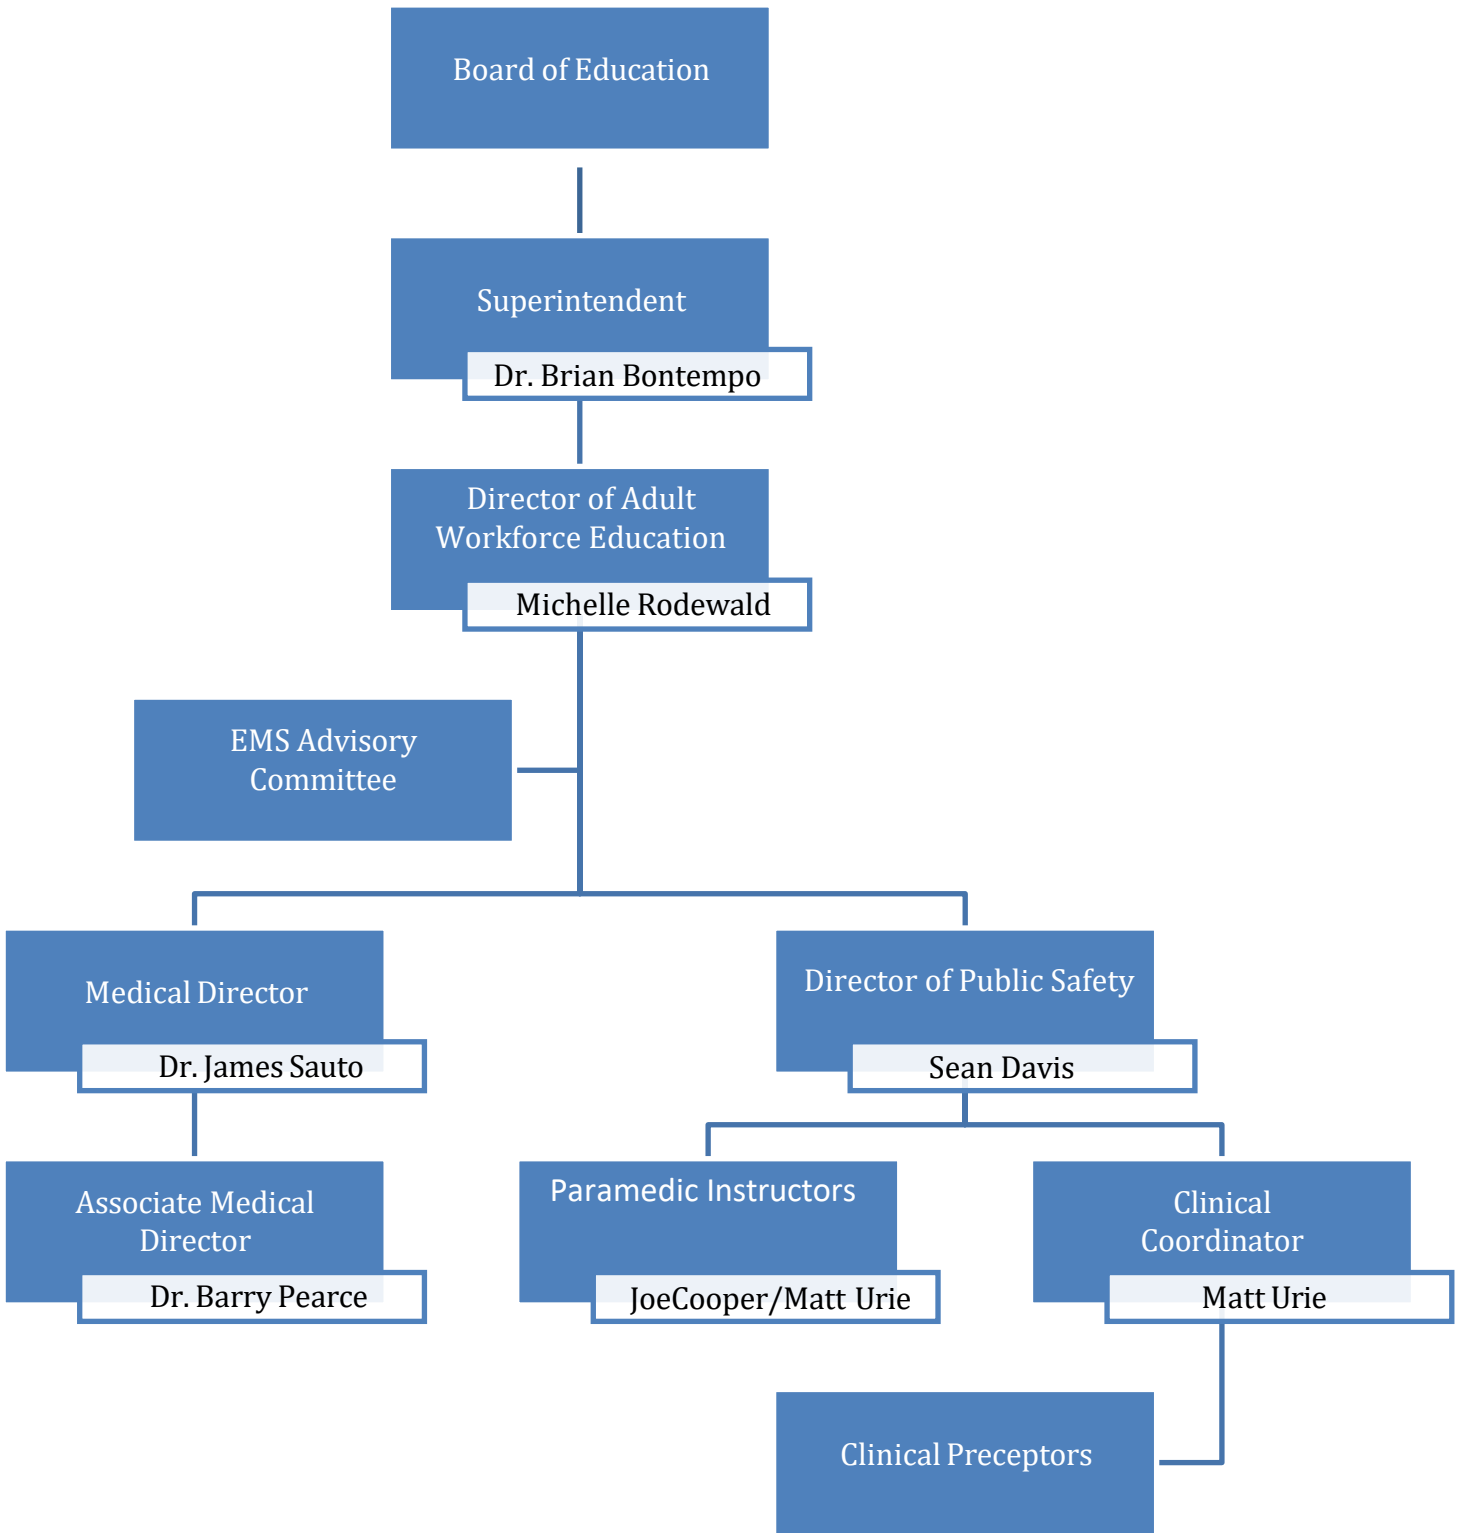 Board of Education
Superintendent
Dr. Brian Bontempo
Director of Adult
Workforce Education
Michelle Rodewald
EMS Advisory
Committee
Medical Director
Dr. James Sauto
Director of Public Safety
Sean Davis
Associate Medical
Director
Dr. Barry Pearce
Paramedic Instructors
JoeCooper/Matt Urie
Clinical
Coordinator
Matt Urie
Clinical Preceptors